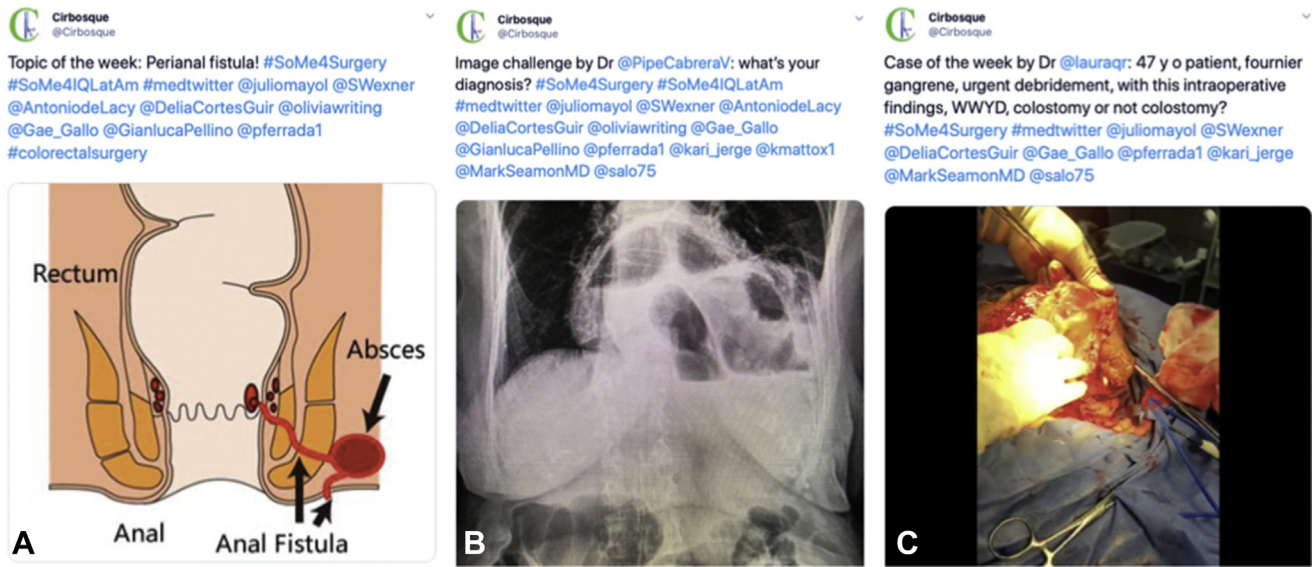 Cirbosque
@Cirbosque
Topic of the week: Perianal fistula! #SoMe4Surgery
#SoMe4IQLatAm #medtwitter @juliomayol @SWexner
@AntoniodeLacy @DeliaCortesGuir @oliviawriting
@Gae_Gallo @GianlucaPellino @pferrada1
#colorectalsurgery
Rectum
Absces
Anal
Anal Fistula
A
Cirbosque
@Cirbosque
Image challenge by Dr @PipeCabreraV: what's your
diagnosis? #SoMe4Surgery #SoMe4IQLatAm
#medtwitter @juliomayol @SWexner @AntoniodeLacy
@DeliaCortesGuir @oliviawriting @Gae_Gallo
@GianlucaPellino @pferrada1 @kari_jerge @kmattox1
@MarkSeamonMD @salo75
B
Cirbosque
@Cirbosque
Case of the week by Dr @lauraqr: 47 y o patient, fournier
gangrene, urgent debridement, with this intraoperative
findings, WWYD, colostomy or not colostomy?
#SoMe4Surgery #medtwitter @juliomayol @SWexner
@DeliaCortesGuir @Gae_Gallo @pferrada1 @kari_jerge
@MarkSeamonMD @salo75
C